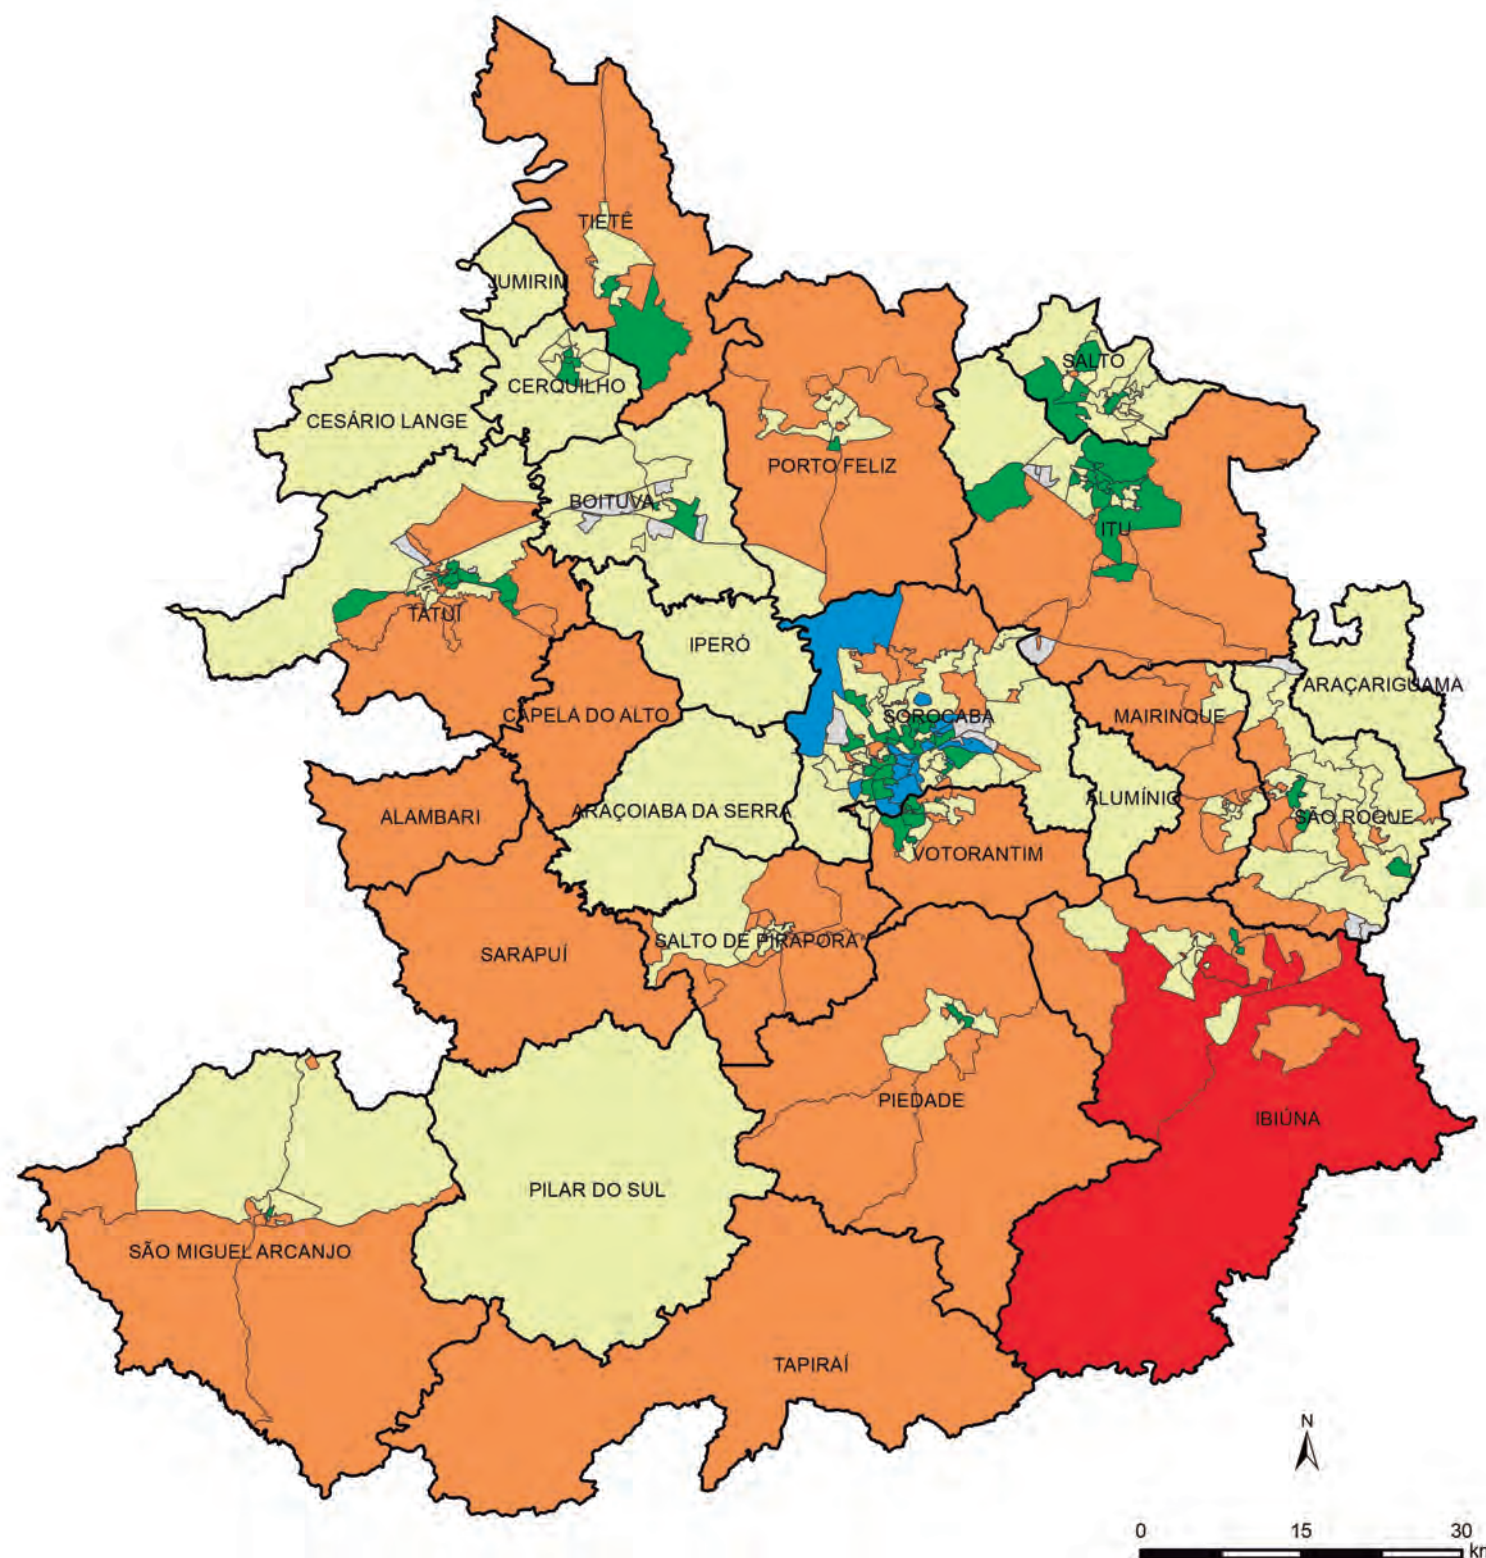 TIETÊ
JUMIRIM
SALTO
CERQUILHO
CESÁRIO LANGE
PORTO FELIZ
BOITUVA
ITU
TATUÍ
IPERÓ
ARAÇARIGUAMA
CAPELA DO ALTO
SOROCABA
MAIRINQUE
ALUMÍNIO
ARAÇOIABA DA SERRA
ALAMBARI
SÃO ROQUE
VOTORANTIM
SALTO DE PIRAPORA
SARAPUÍ
PIEDADE
IBIÚNA
PILAR DO SUL
SÃO MIGUEL ARCANJO
TAPIRAÍ
N
0 15 30
km